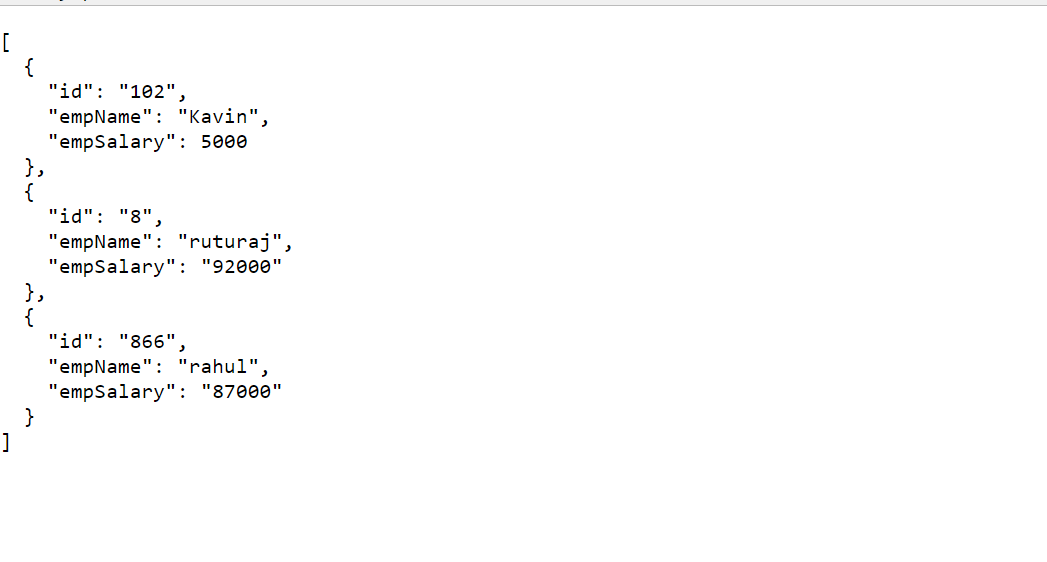 [
  {
    "id": "102",
    "empName": "Kavin",
    "empSalary": 5000
  },
  {
    "id": "8",
    "empName": "ruturaj",
    "empSalary": "92000"
  },
  {
    "id": "866",
    "empName": "rahul",
    "empSalary": "87000"
  }
]